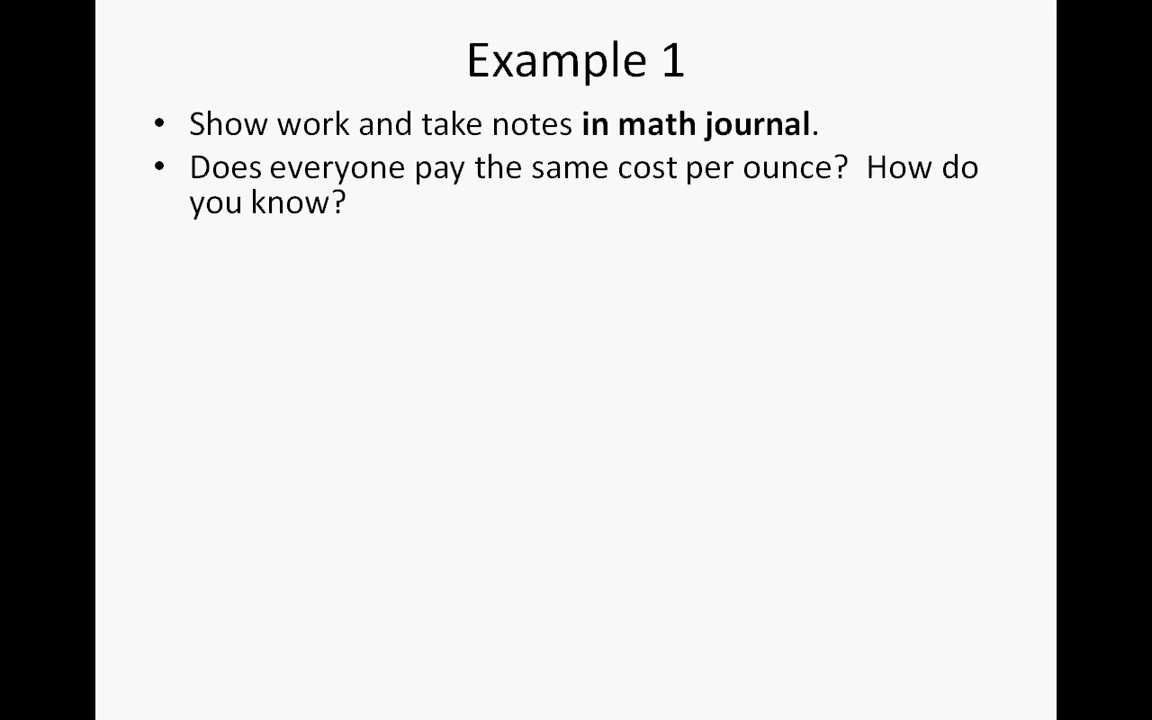 Example 1
• Show work and take notes in math journal.
• Does everyone pay the same cost per ounce?  How do
you know?